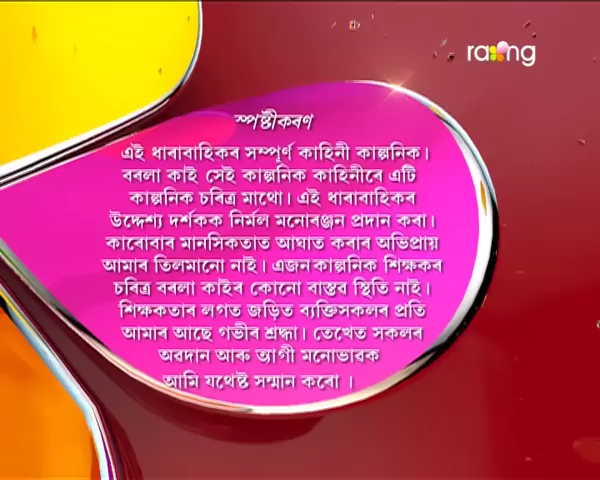 rang
স্পষ্টীকৰণ
এই ধাৰাবাহিকৰ সম্পূৰ্ণ কাহিনী কাল্পনিক।
বৰলা কাই সেই কাল্পনিক কাহিনীৰে এটি
কাল্পনিক চৰিত্ৰ মাথো। এই ধাৰাবাহিকৰ
উদ্দেশ্য দৰ্শকক নিৰ্মল মনোৰঞ্জন প্ৰদান কৰা।
কাৰোবাৰ মানসিকতাত আঘাত কৰাৰ অভিপ্ৰায়
আমাৰ তিলমানো নাই। এজন কাল্পনিক শিক্ষকৰ
চৰিত্ৰ বৰলা কাইৰ কোনো বাস্তৱ স্থিতি নাই।
শিক্ষকতাৰ লগত জড়িত ব্যক্তিসকলৰ প্ৰতি
আমাৰ আছে গভীৰ শ্ৰদ্ধা। তেখেত সকলৰ
অৱদান আৰু ত্যাগী মনোভাৱক
আমি যথেষ্ট সন্মান কৰো ।